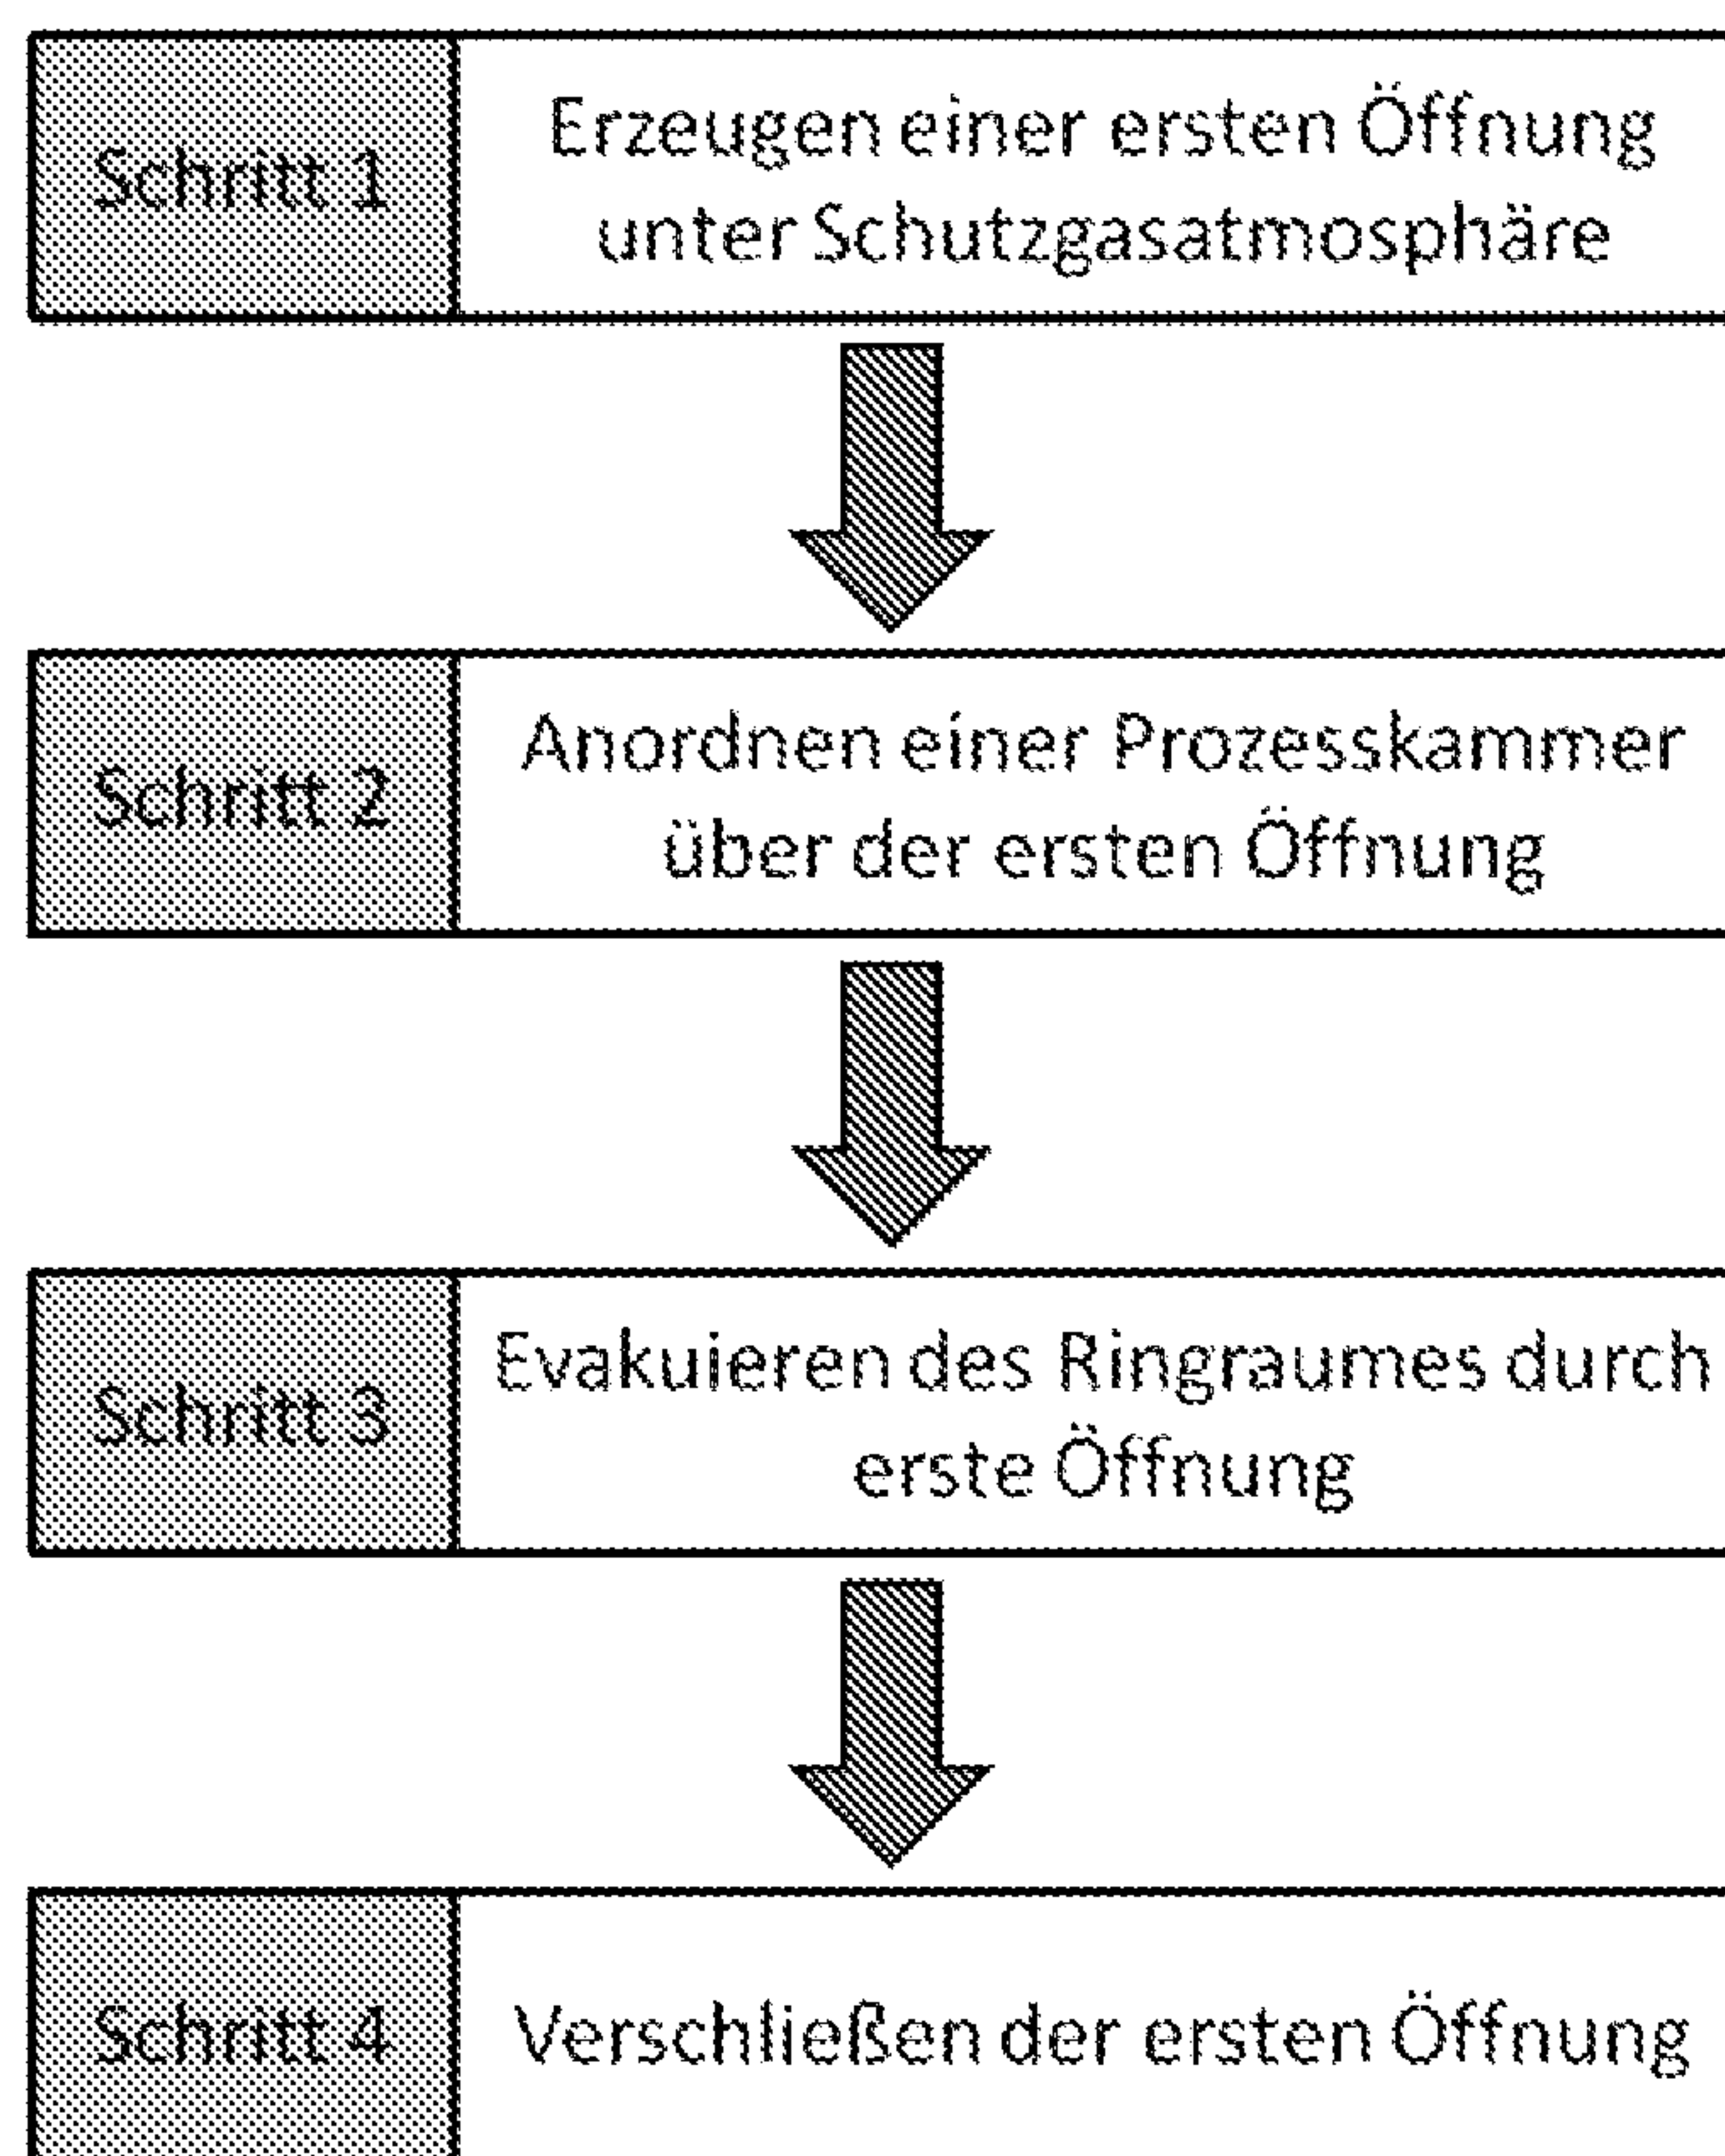 Schritt 1
Erzeugen einer ersten Öffnung
unter Schutzgasatmosphäre
Schritt 2
Anordnen einer Prozesskammer
über der ersten Öffnung
Schritt 3
Evakuieren des Ringraumes durch
erste Öffnung
Schritt 4
Verschließen der ersten Öffnung